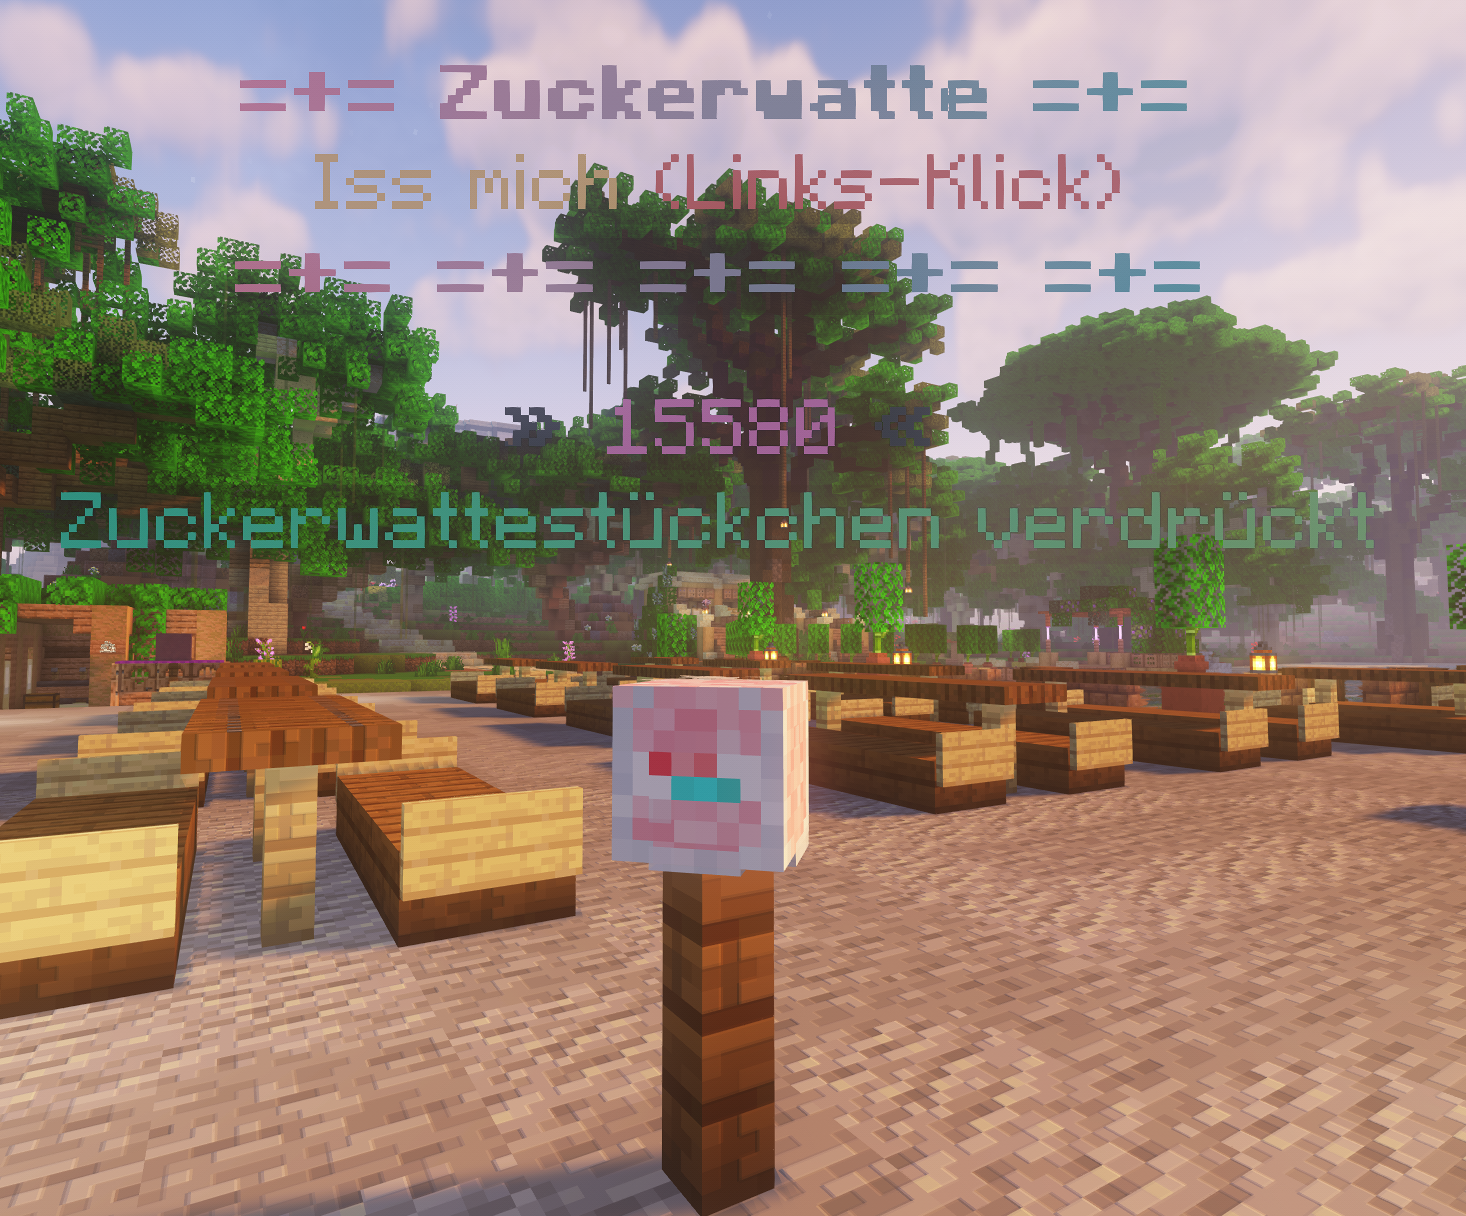 =+= Zuckerwatte =+=
Iss mich (Links-Klick)
=+= =+= =+= =+= =+=
» 15580 «
Zuckerwattestückchen verdrückt